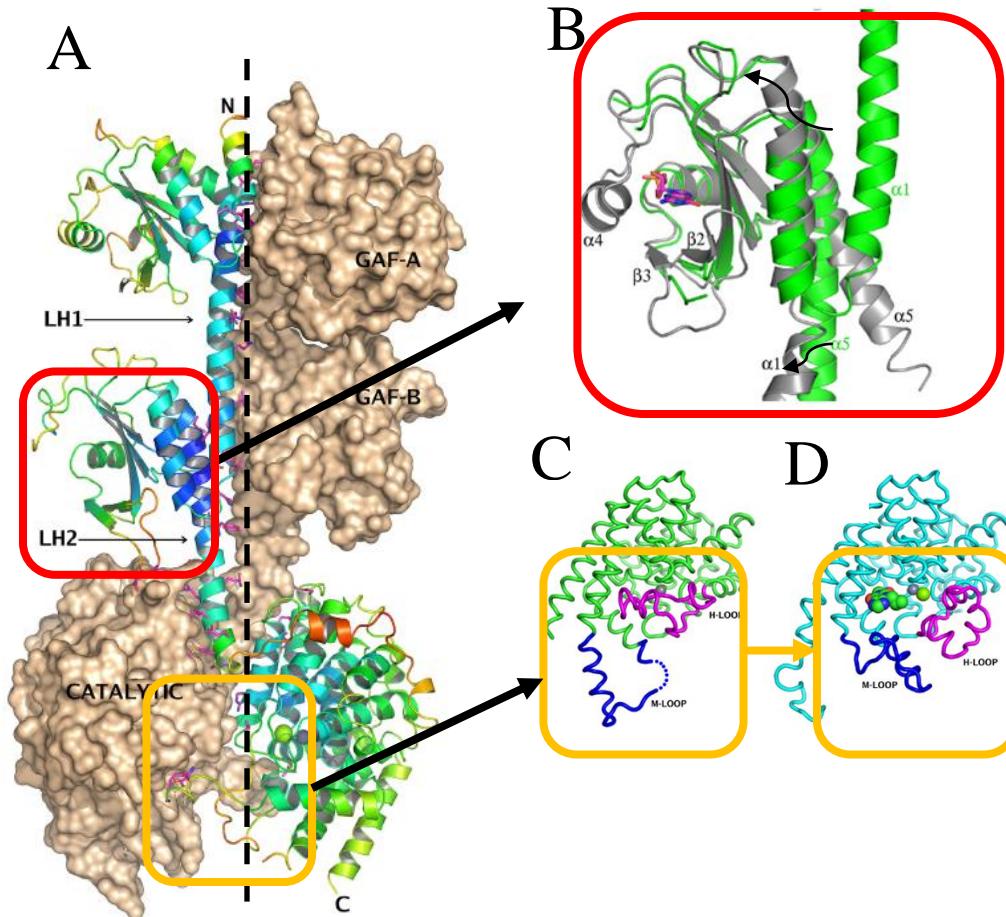 A
N
GAF-A
LH1
GAF-B
LH2
CATALYTIC
C
B
α1
α4
β2
β3
α5
α1
α5
C
H-LOOP
M-LOOP
D
M-LOOP
H-LOOP